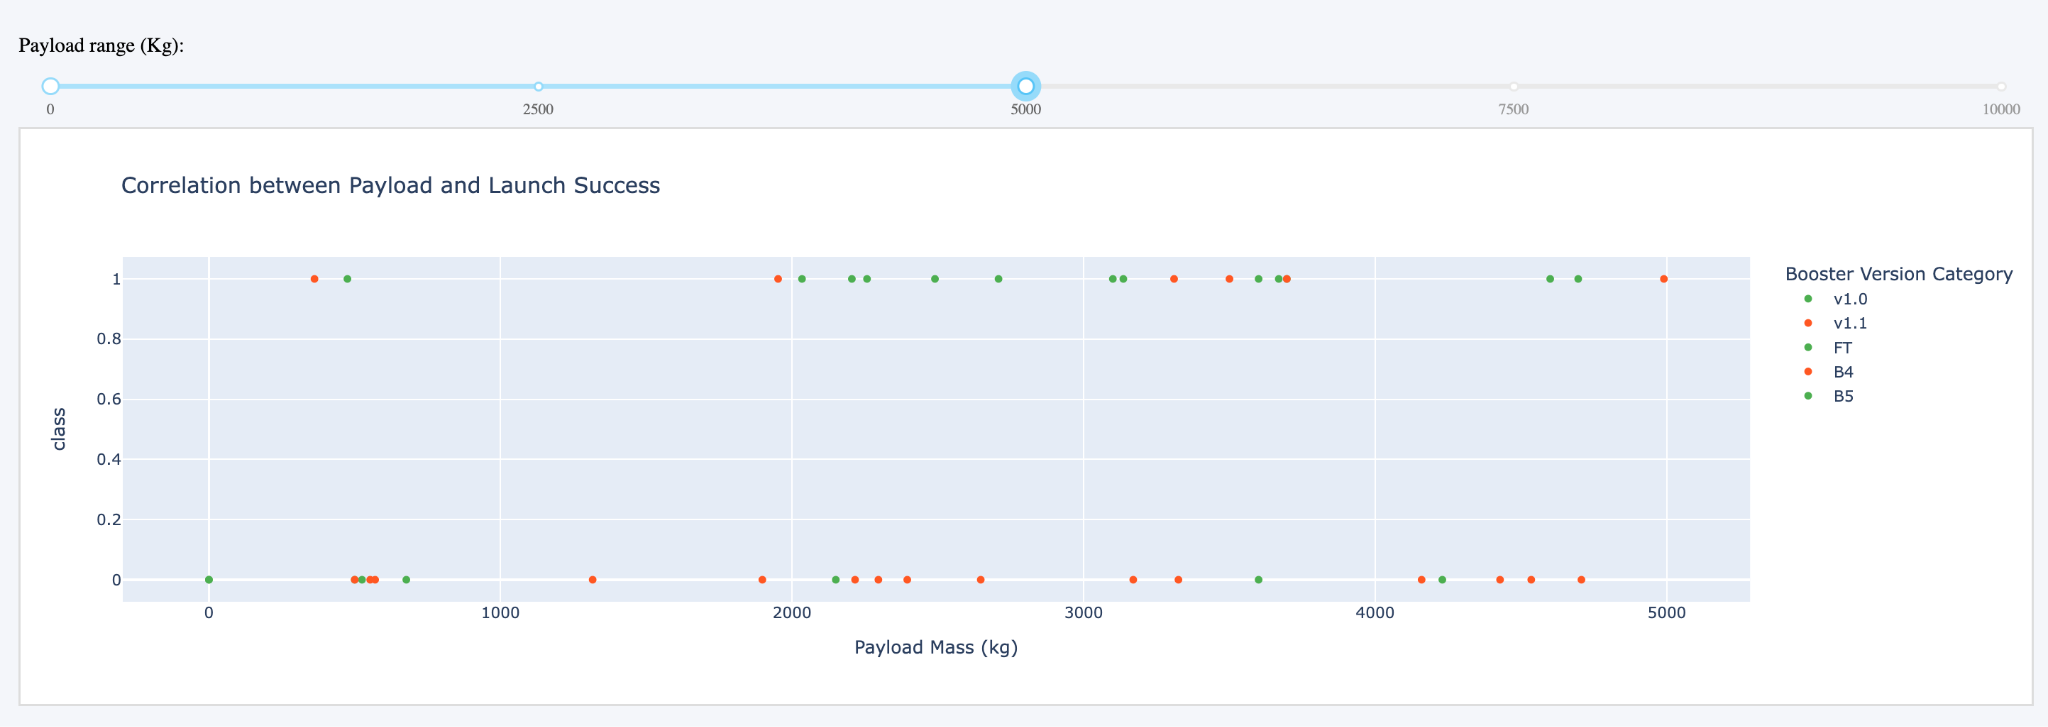 Payload range (Kg):
0 2500 5000 7500 10000
Correlation between Payload and Launch Success
Booster Version Category
v1.0
v1.1
FT
B4
B5
1
0.8
0.6
0.4
0.2
0
class
0 1000 2000 3000 4000 5000
Payload Mass (kg)